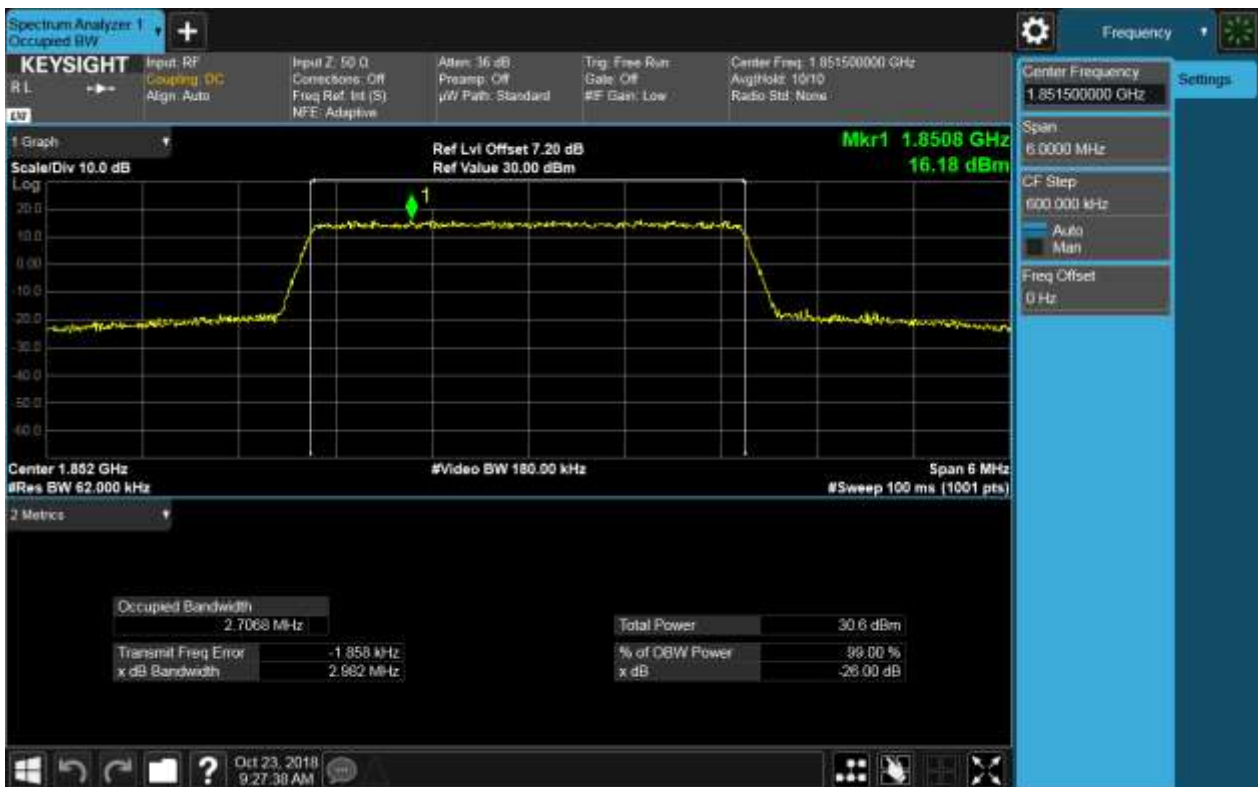 Spectrum Analyzer 1
Occupied BW
+
Frequency
KEYSIGHT
R L
Input: RF
Coupling: DC
Align: Auto
Input Z: 50 Ω
Corrections: Off
Freq Ref: Int (S)
NFE: Adaptive
Atten: 36 dB
Preamp: Off
µW Path: Standard
Trig: Free Run
Gate: Off
#IF Gain: Low
Center Freq: 1.851500000 GHz
Avg|Hold: 10/10
Radio Std: None
Center Frequency
1.851500000 GHz
Settings
Span
6.0000 MHz
CF Step
600.000 kHz
Auto
Man
Freq Offset
0 Hz
1 Graph
Scale/Div 10.0 dB
Ref Lvl Offset 7.20 dB
Ref Value 30.00 dBm
Mkr1 1.8508 GHz
16.18 dBm
Log
1
20.0
10.0
0.00
-10.0
-20.0
-30.0
-40.0
-50.0
-60.0
Center 1.852 GHz
#Video BW 180.00 kHz
Span 6 MHz
#Res BW 62.000 kHz
#Sweep 100 ms (1001 pts)
2 Metrics
Occupied Bandwidth
2.7068 MHz
Total Power 30.6 dBm
Transmit Freq Error -1.858 kHz
% of OBW Power 99.00 %
x dB Bandwidth 2.982 MHz
x dB -26.00 dB
?
Oct 23, 2018
9:27:38 AM